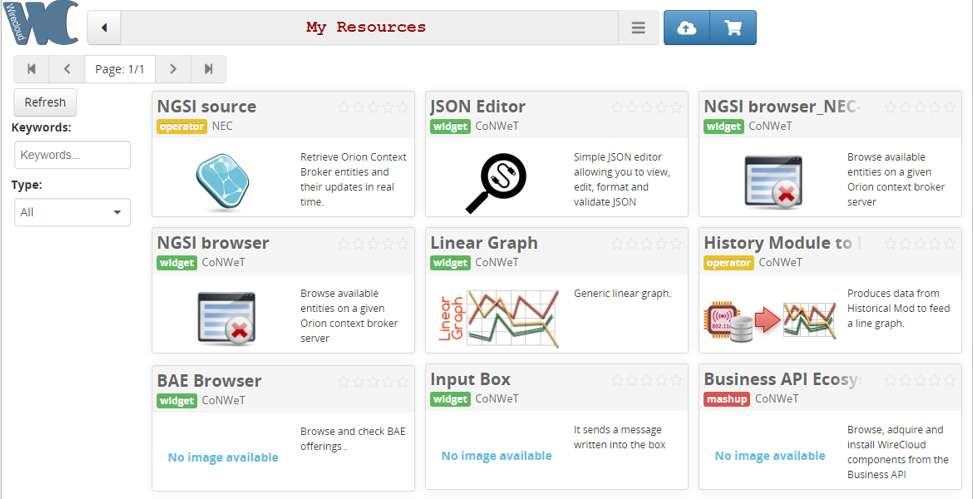 Wirecloud
WC
My Resources
Page: 1/1
Refresh
Keywords:
Keywords...
Type:
All
NGSI source
operator NEC
Retrieve Orion Context
Broker entities and
their updates in real
time.
JSON Editor
widget CoNWeT
Simple JSON editor
allowing you to view,
edit, format and
validate JSON
NGSI browser_NEC-
widget CoNWeT
Browse available
entities on a given
Orion context broker
server
NGSI browser
widget CoNWeT
Browse available
entities on a given
Orion context broker
server
Linear Graph
widget CoNWeT
Linear
Graph
Generic linear graph.
History Module to
operator CoNWeT
802.11
Produces data from
Historical Mod to feed
a line graph.
BAE Browser
widget CoNWeT
No image available
Browse and check BAE
offerings .
Input Box
widget CoNWeT
No image available
It sends a message
written into the box
Business API Ecosy
mashup CoNWeT
No image available
Browse, adquire and
install WireCloud
components from the
Business API